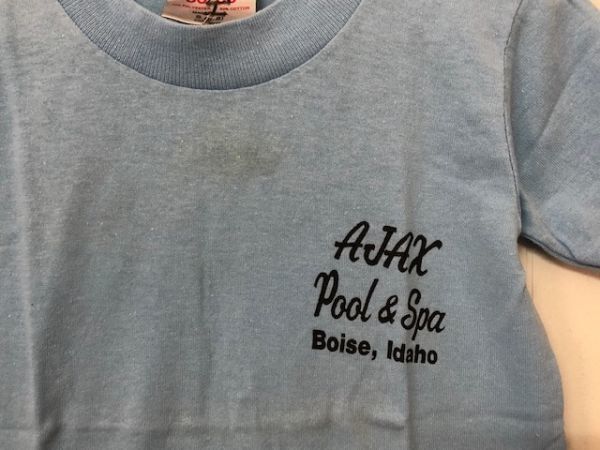 AJAX
Pool & Spa
Boise, Idaho